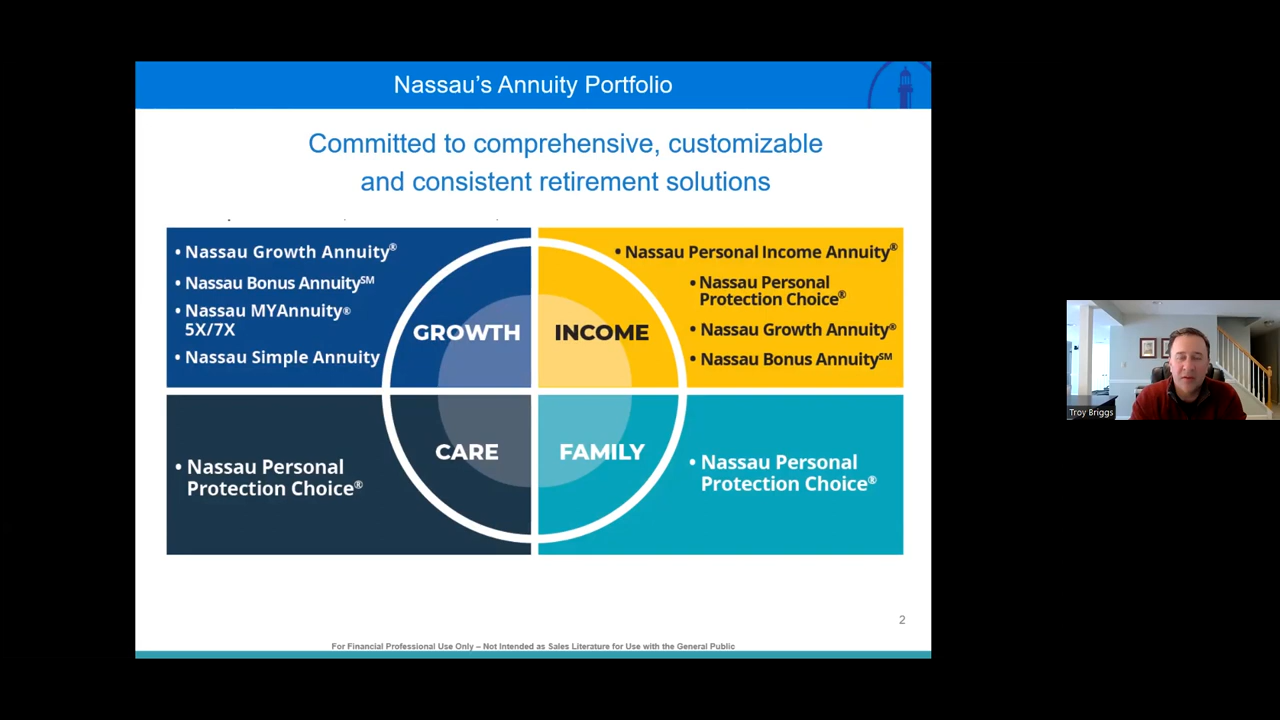 Nassau's Annuity Portfolio
Committed to comprehensive, customizable
and consistent retirement solutions
• Nassau Growth Annuity®
• Nassau Bonus Annuity℠
• Nassau MYAnnuity®
5X/7X
• Nassau Simple Annuity
GROWTH
• Nassau Personal Income Annuity®
• Nassau Personal
Protection Choice®
• Nassau Growth Annuity®
• Nassau Bonus Annuity℠
INCOME
• Nassau Personal
Protection Choice®
CARE
FAMILY
• Nassau Personal
Protection Choice®
2
For Financial Professional Use Only – Not Intended as Sales Literature for Use with the General Public
Troy Briggs